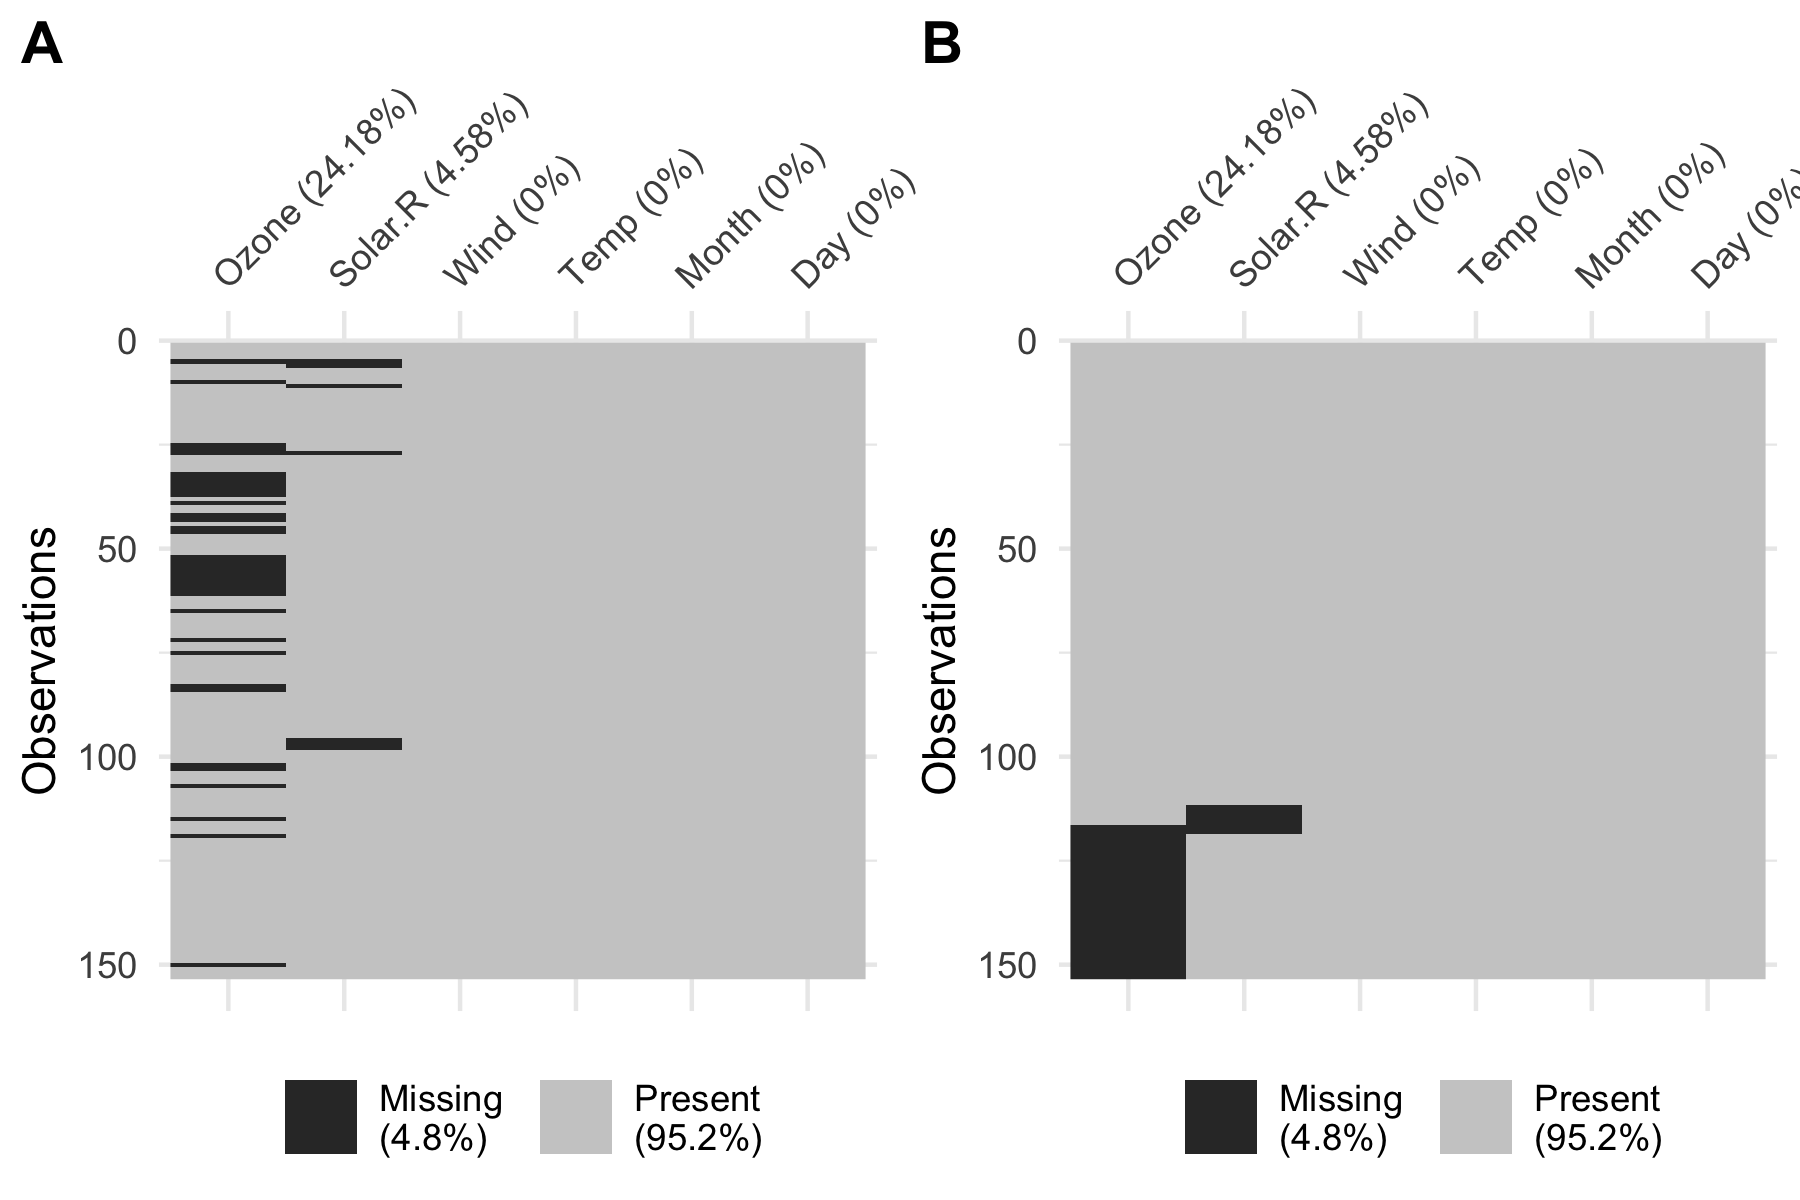 A
Ozone (24.18%)
Solar.R (4.58%)
Wind (0%)
Temp (0%)
Month (0%)
Day (0%)
Observations
0
50
100
150
Missing
(4.8%)
Present
(95.2%)
B
Ozone (24.18%)
Solar.R (4.58%)
Wind (0%)
Temp (0%)
Month (0%)
Day (0%
Observations
0
50
100
150
Missing
(4.8%)
Present
(95.2%)